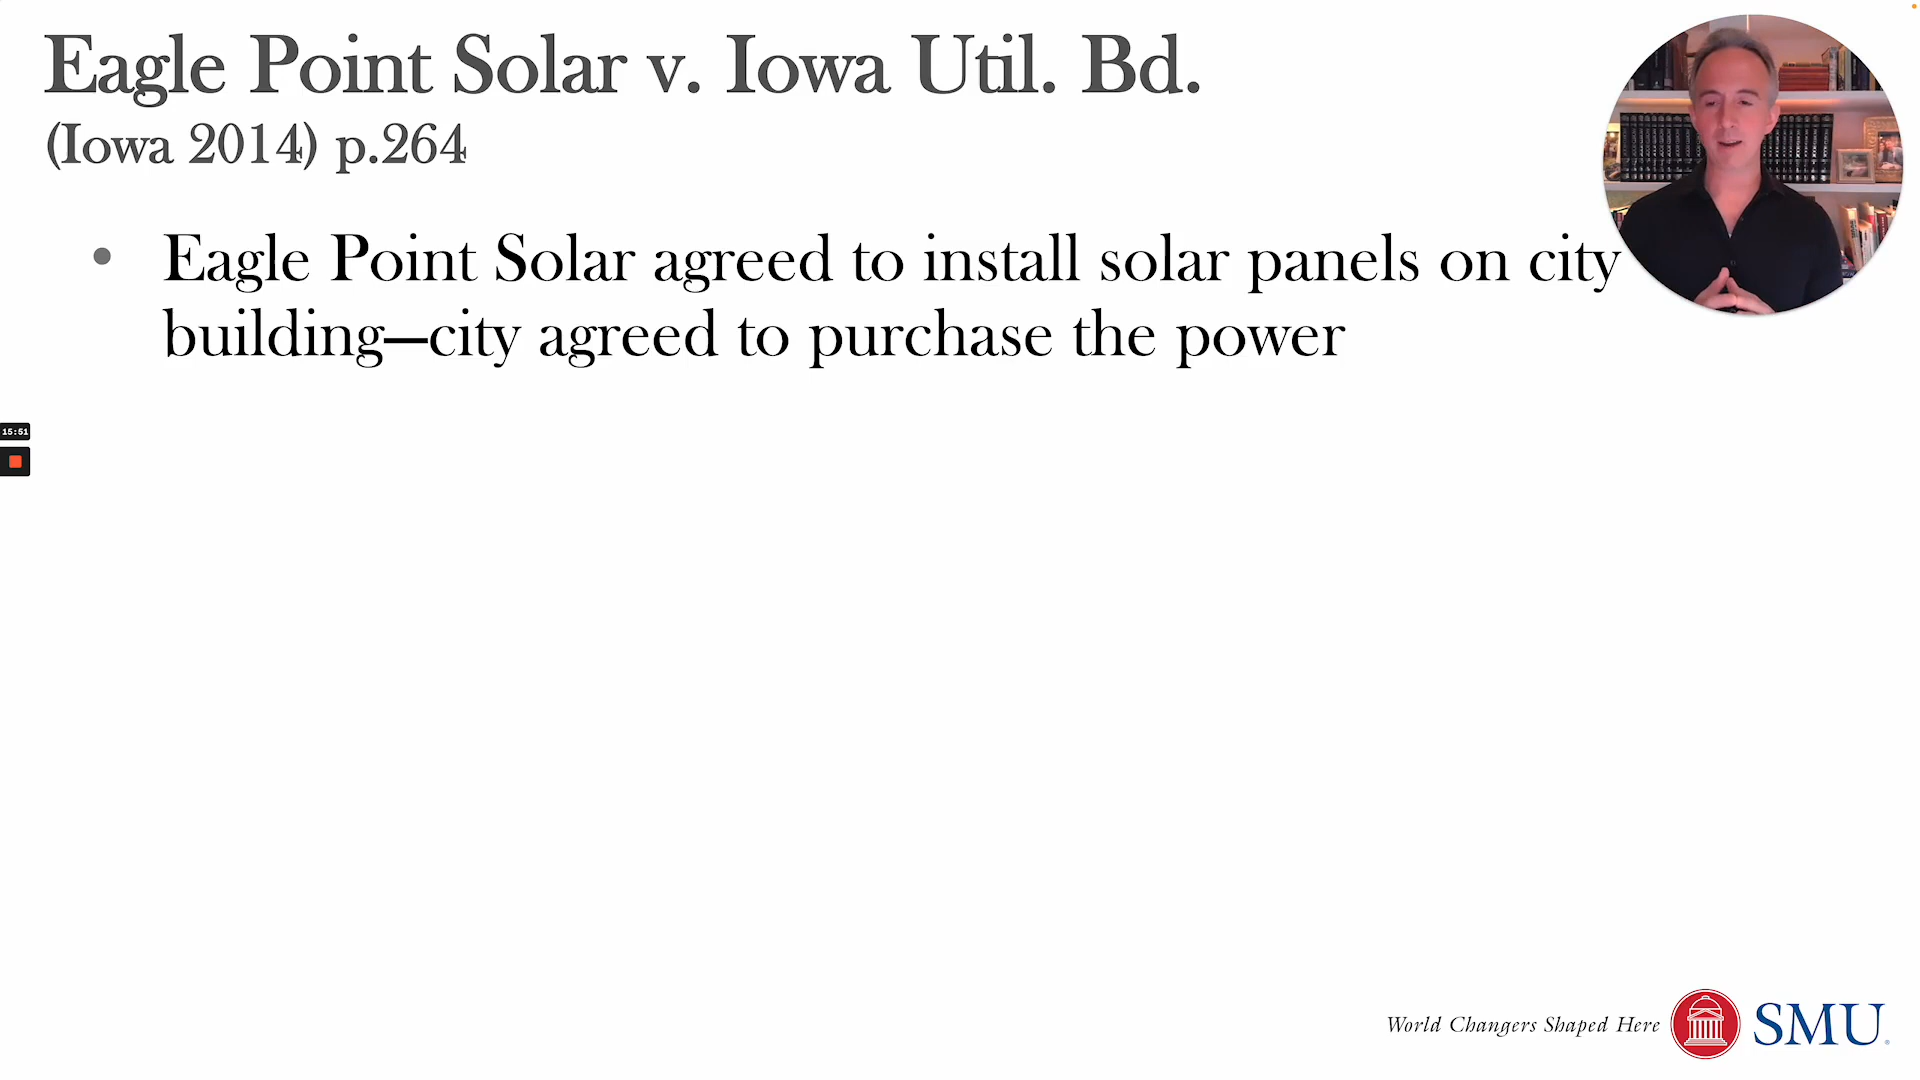 Eagle Point Solar v. Iowa Util. Bd.
(Iowa 2014) p.264
• Eagle Point Solar agreed to install solar panels on city
building—city agreed to purchase the power
15:51
World Changers Shaped Here
SMU